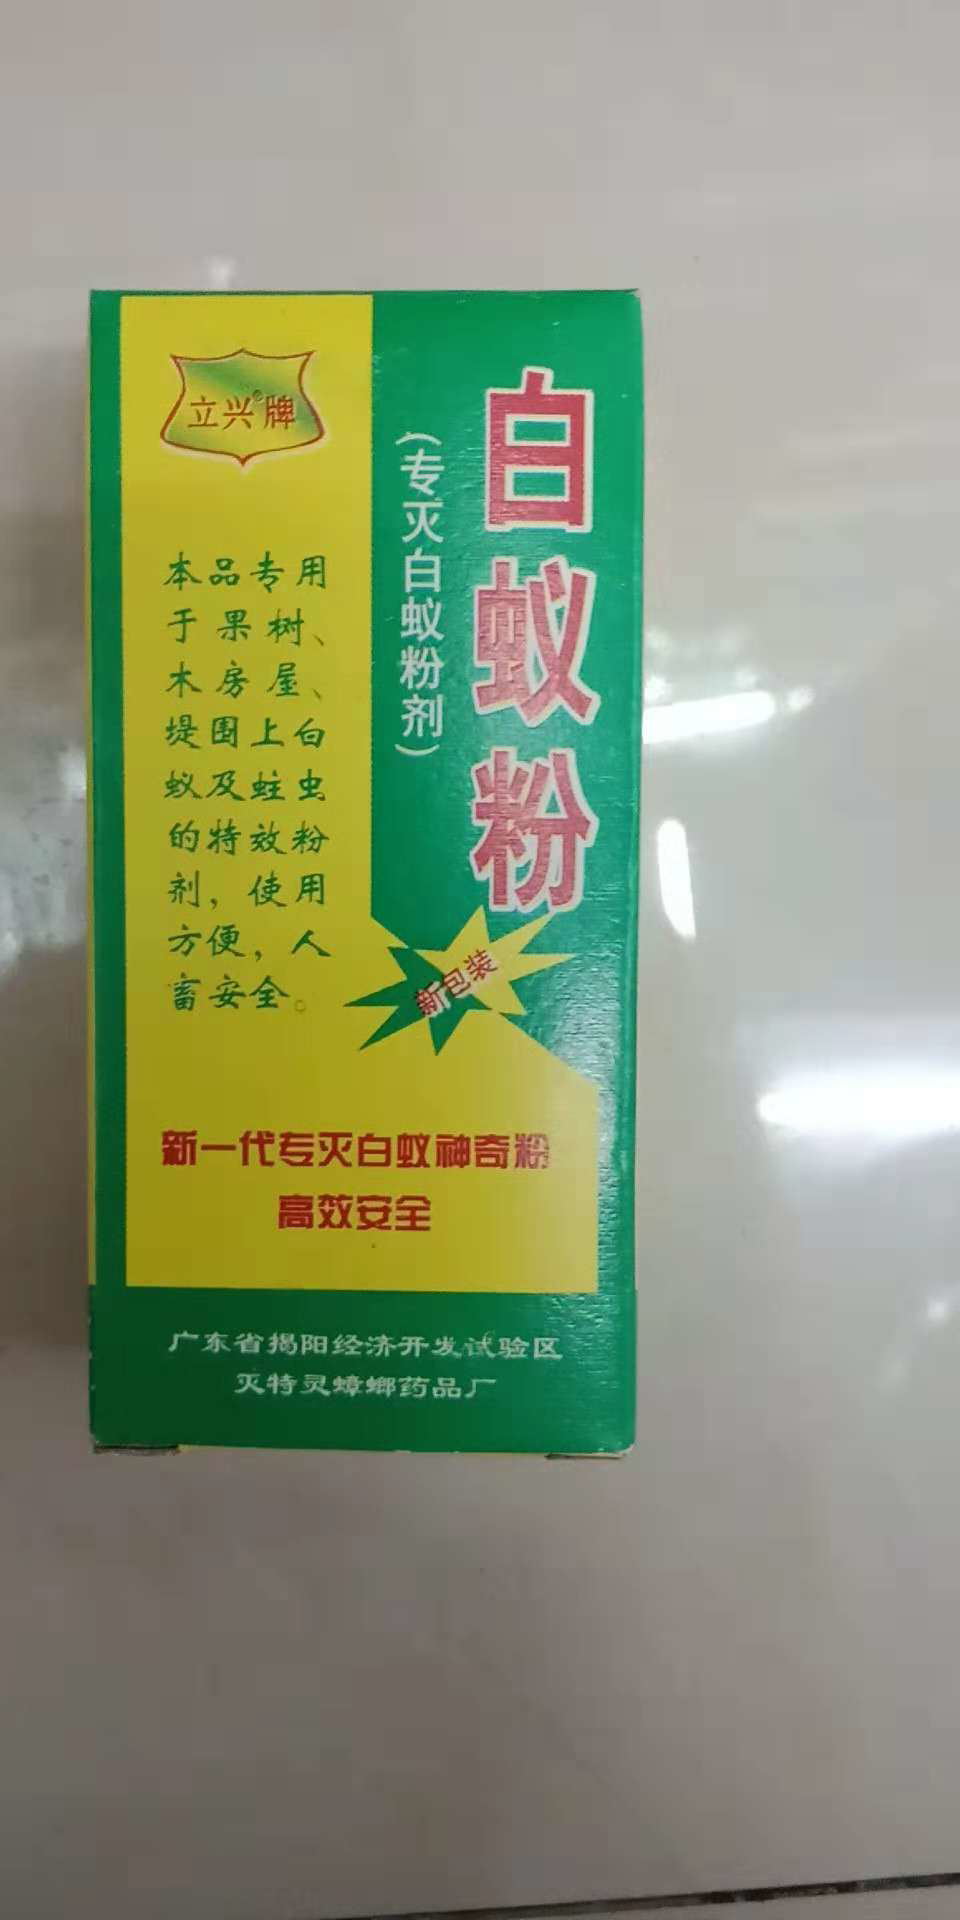 立兴®牌
白蚁粉
（专灭白蚁粉剂）
本品专用
于果树、
木房屋、
堤围上白
蚁及蛀虫
的特效粉
剂，使用
方便，人
畜安全。
新包装
新一代专灭白蚁神奇粉
高效安全
广东省揭阳经济开发试验区
灭特灵蟑螂药品厂